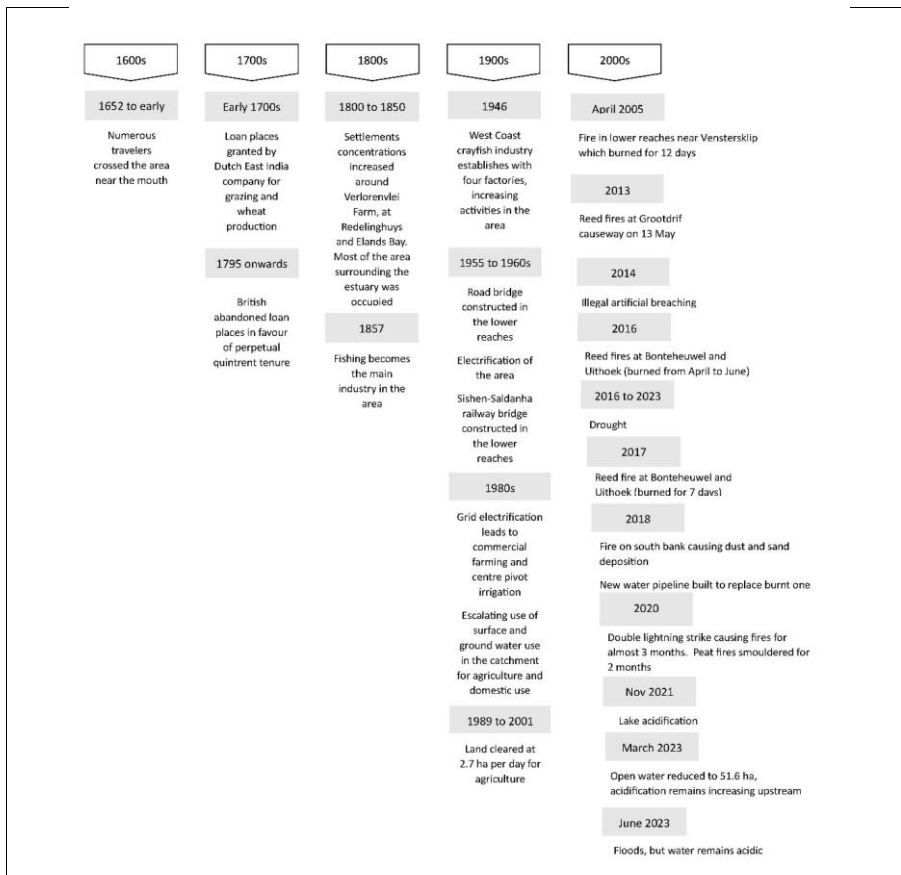 1600s
1652 to early
Numerous
travelers
crossed the area
near the mouth
1700s
Early 1700s
Loan places
granted by
Dutch East India
company for
grazing and
wheat
production
1795 onwards
British
abandoned loan
places in favour
of perpetual
quintrent tenure
1800s
1800 to 1850
Settlements
concentrations
increased
around
Verlorenvlei
Farm, at
Redelinghuys
and Elands Bay.
Most of the area
surrounding the
estuary was
occupied
1857
Fishing becomes
the main
industry in the
area
1900s
1946
West Coast
crayfish industry
establishes with
four factories,
increasing
activities in the
area
1955 to 1960s
Road bridge
constructed in
the lower
reaches
Electrification of
the area
Sishen-Saldanha
railway bridge
constructed in
the lower
reaches
1980s
Grid electrification
leads to
commercial
farming and
centre pivot
irrigation
Escalating use of
surface and
ground water use
in the catchment
for agriculture and
domestic use
1989 to 2001
Land cleared at
2.7 ha per day for
agriculture
2000s
April 2005
Fire in lower reaches near Venstersklip
which burned for 12 days
2013
Reed fires at Grootdrif
causeway on 13 May
2014
Illegal artificial breaching
2016
Reed fires at Bonteheuwel and
Uithoek (burned from April to June)
2016 to 2023
Drought
2017
Reed fire at Bonteheuwel and
Uithoek (burned for 7 days)
2018
Fire on south bank causing dust and sand
deposition
New water pipeline built to replace burnt one
2020
Double lightning strike causing fires for
almost 3 months. Peat fires smouldered for
2 months
Nov 2021
Lake acidification
March 2023
Open water reduced to 51.6 ha,
acidification remains increasing upstream
June 2023
Floods, but water remains acidic